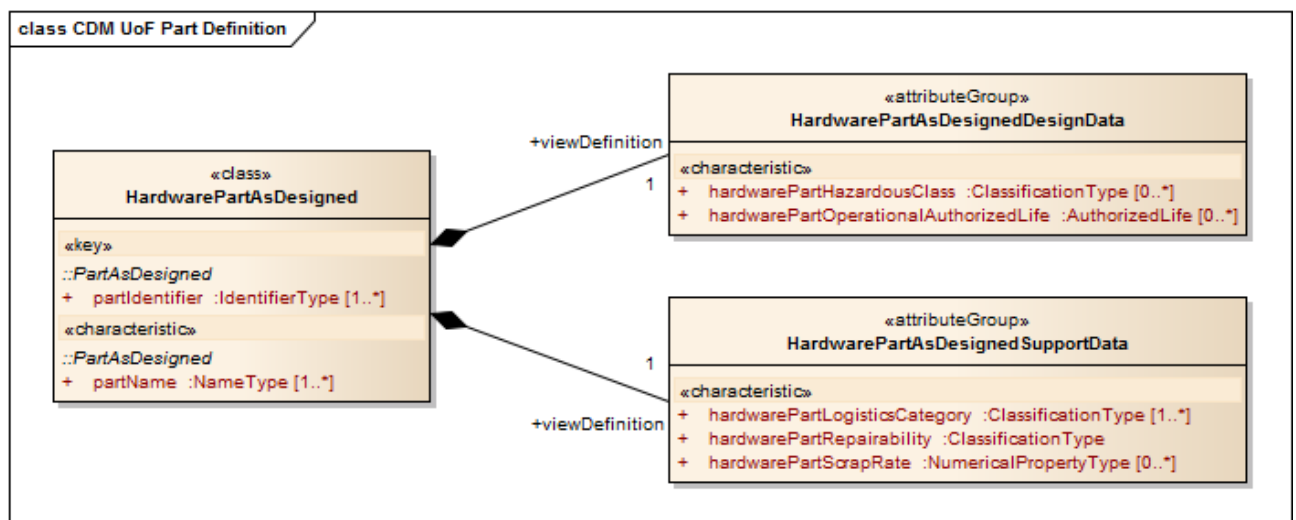 class CDM UoF Part Definition
«class»
HardwarePartAsDesigned
«key»
::PartAsDesigned
+ partIdentifier :IdentifierType [1..*]
«characteristic»
::PartAsDesigned
+ partName :NameType [1..*]
+viewDefinition
1
«attributeGroup»
HardwarePartAsDesignedDesignData
«characteristic»
+ hardwarePartHazardousClass :ClassificationType [0..*]
+ hardwarePartOperationalAuthorizedLife :AuthorizedLife [0..*]
1
+viewDefinition
«attributeGroup»
HardwarePartAsDesignedSupportData
«characteristic»
+ hardwarePartLogisticsCategory :ClassificationType [1..*]
+ hardwarePartRepairability :ClassificationType
+ hardwarePartScrapRate :NumericalPropertyType [0..*]